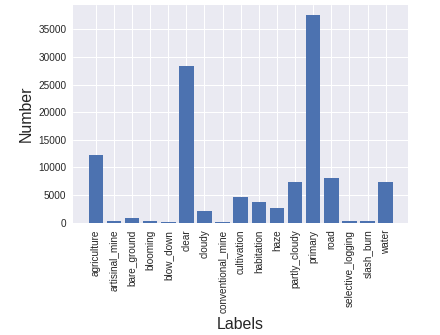 Number
35000
30000
25000
20000
15000
10000
5000
0
agriculture
artisinal_mine
bare_ground
blooming
blow_down
clear
cloudy
conventional_mine
cultivation
habitation
haze
partly_cloudy
primary
road
selective_logging
slash_burn
water
Labels